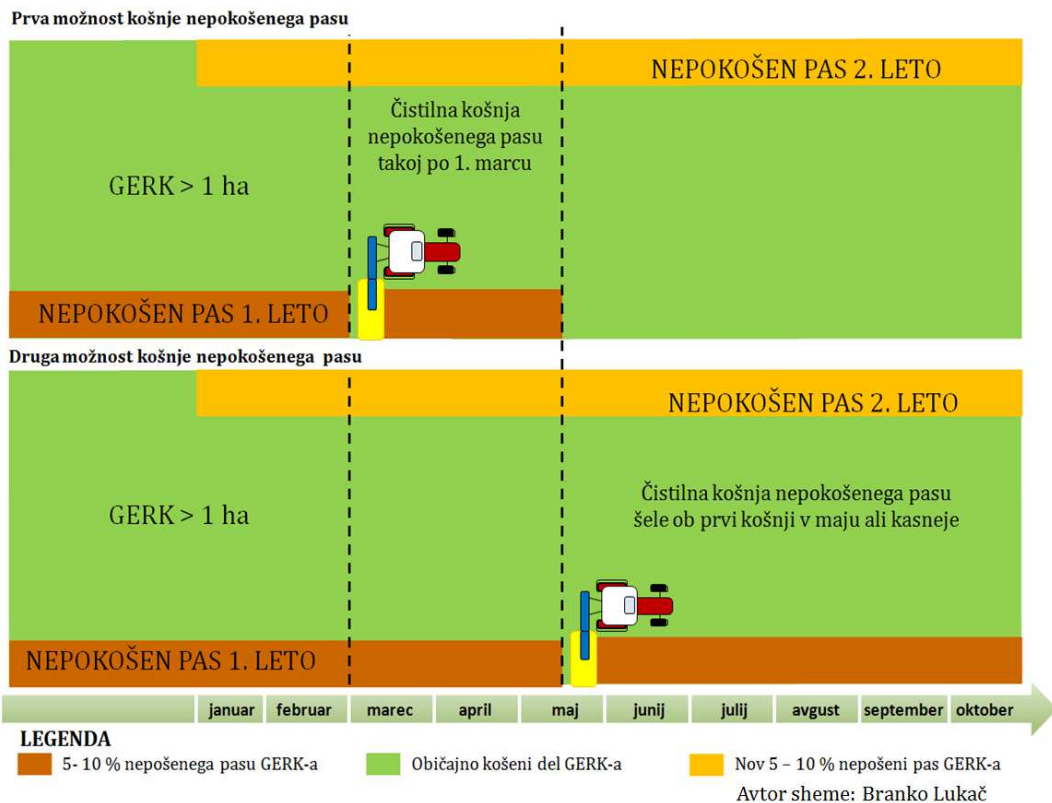 Prva možnost košnje nepokošenega pasu
NEPOKOŠEN PAS 2. LETO
Čistilna košnja
nepokošenega pasu
takoj po 1. marcu
GERK > 1 ha
NEPOKOŠEN PAS 1. LETO
Druga možnost košnje nepokošenega pasu
NEPOKOŠEN PAS 2. LETO
Čistilna košnja nepokošenega pasu
šele ob prvi košnji v maju ali kasneje
GERK > 1 ha
NEPOKOŠEN PAS 1. LETO
januar februar marec april maj junij julij avgust september oktober
LEGENDA
5- 10 % nepošenega pasu GERK-a Običajno košeni del GERK-a Nov 5 – 10 % nepošeni pas GERK-a
Avtor sheme: Branko Lukač